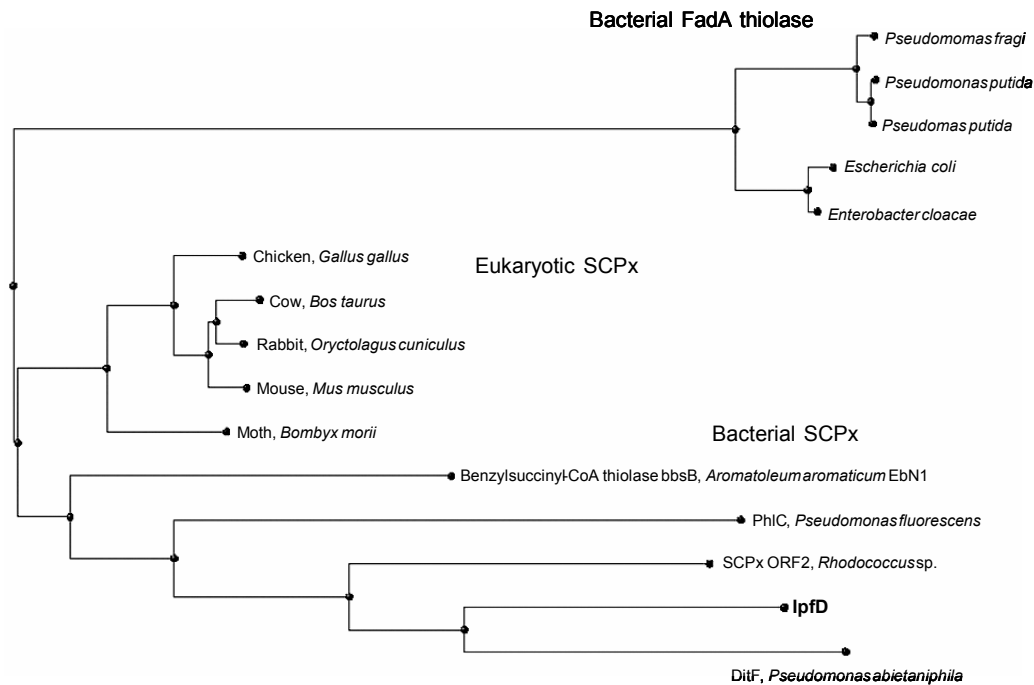 Bacterial FadA thiolase
Pseudomomas fragi
Pseudomonas putida
Pseudomas putida
Escherichia coli
Enterobacter cloacae
Chicken, Gallus gallus
Eukaryotic SCPx
Cow, Bos taurus
Rabbit, Oryctolagus cuniculus
Mouse, Mus musculus
Moth, Bombyx morii
Bacterial SCPx
Benzylsuccinyl-CoA thiolase bbsB, Aromatoleum aromaticum EbN1
PhlC, Pseudomonas fluorescens
SCPx ORF2, Rhodococcus sp.
IpfD
DitF, Pseudomonas abietaniphila